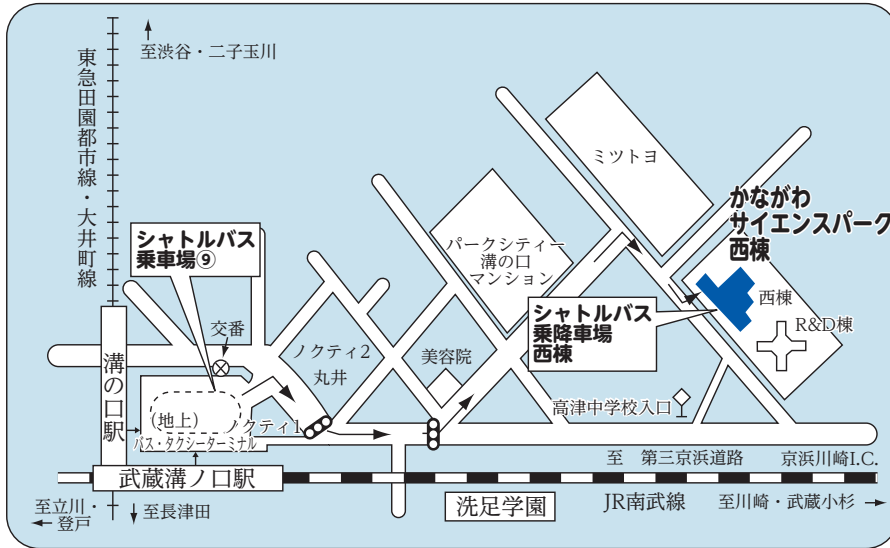 至渋谷・二子玉川
東急田園都市線・大井町線
シャトルバス
乗車場⑨
交番
ノクティ2
丸井
美容院
パークシティー
溝の口
マンション
ミツトヨ
かながわ
サイエンスパーク
西棟
西棟
R&D棟
シャトルバス
乗降車場
西棟
高津中学校入口
溝の口駅
(地上)
ノクティ1
バス・タクシーターミナル
武蔵溝ノ口駅
至 第三京浜道路 京浜川崎I.C.
至立川・
登戸
至長津田
洗足学園
JR南武線
至川崎・武蔵小杉